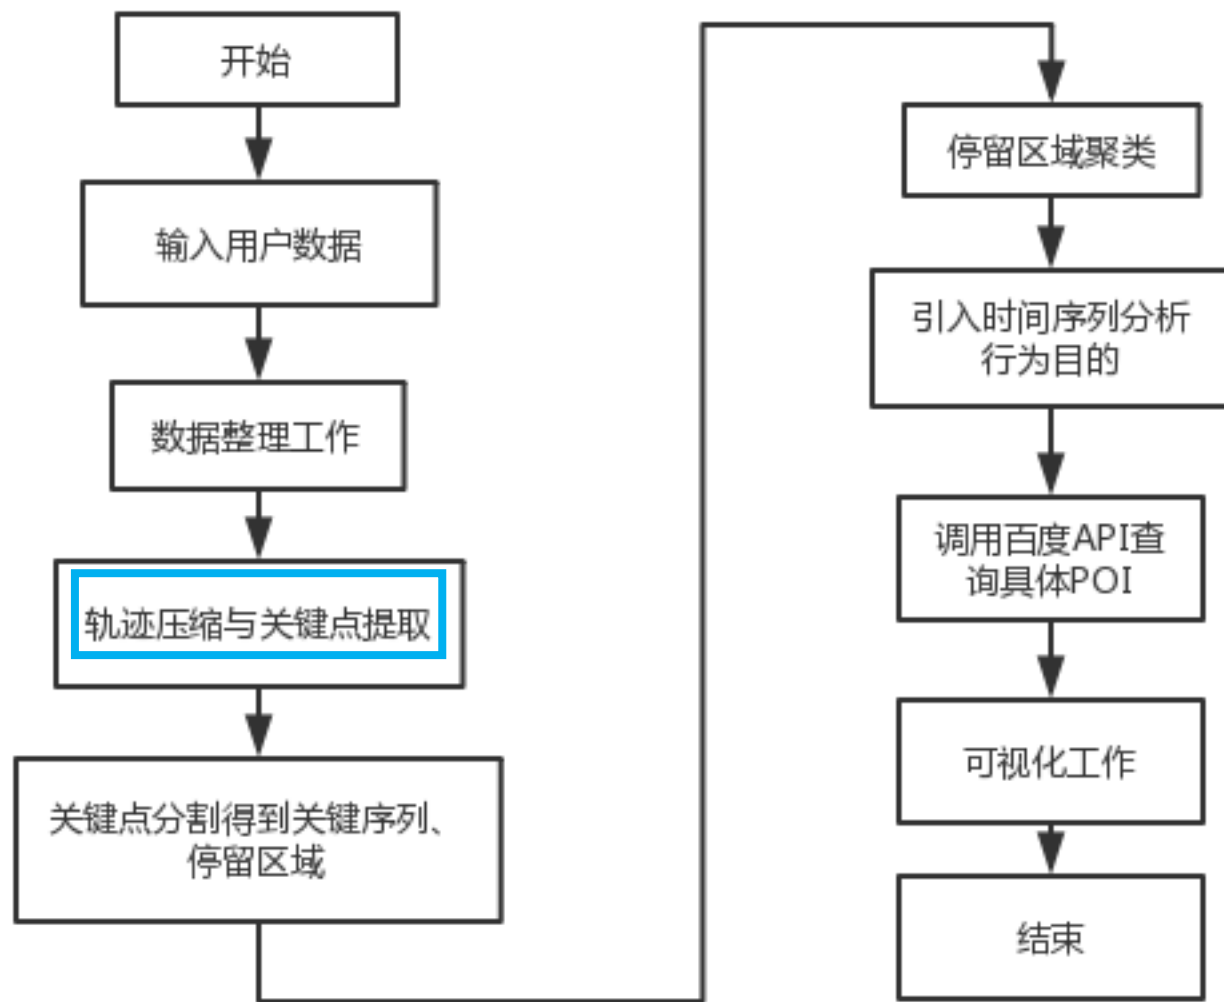 开始
输入用户数据
数据整理工作
轨迹压缩与关键点提取
关键点分割得到关键序列、
停留区域
停留区域聚类
引入时间序列分析
行为目的
调用百度API查
询具体POI
可视化工作
结束